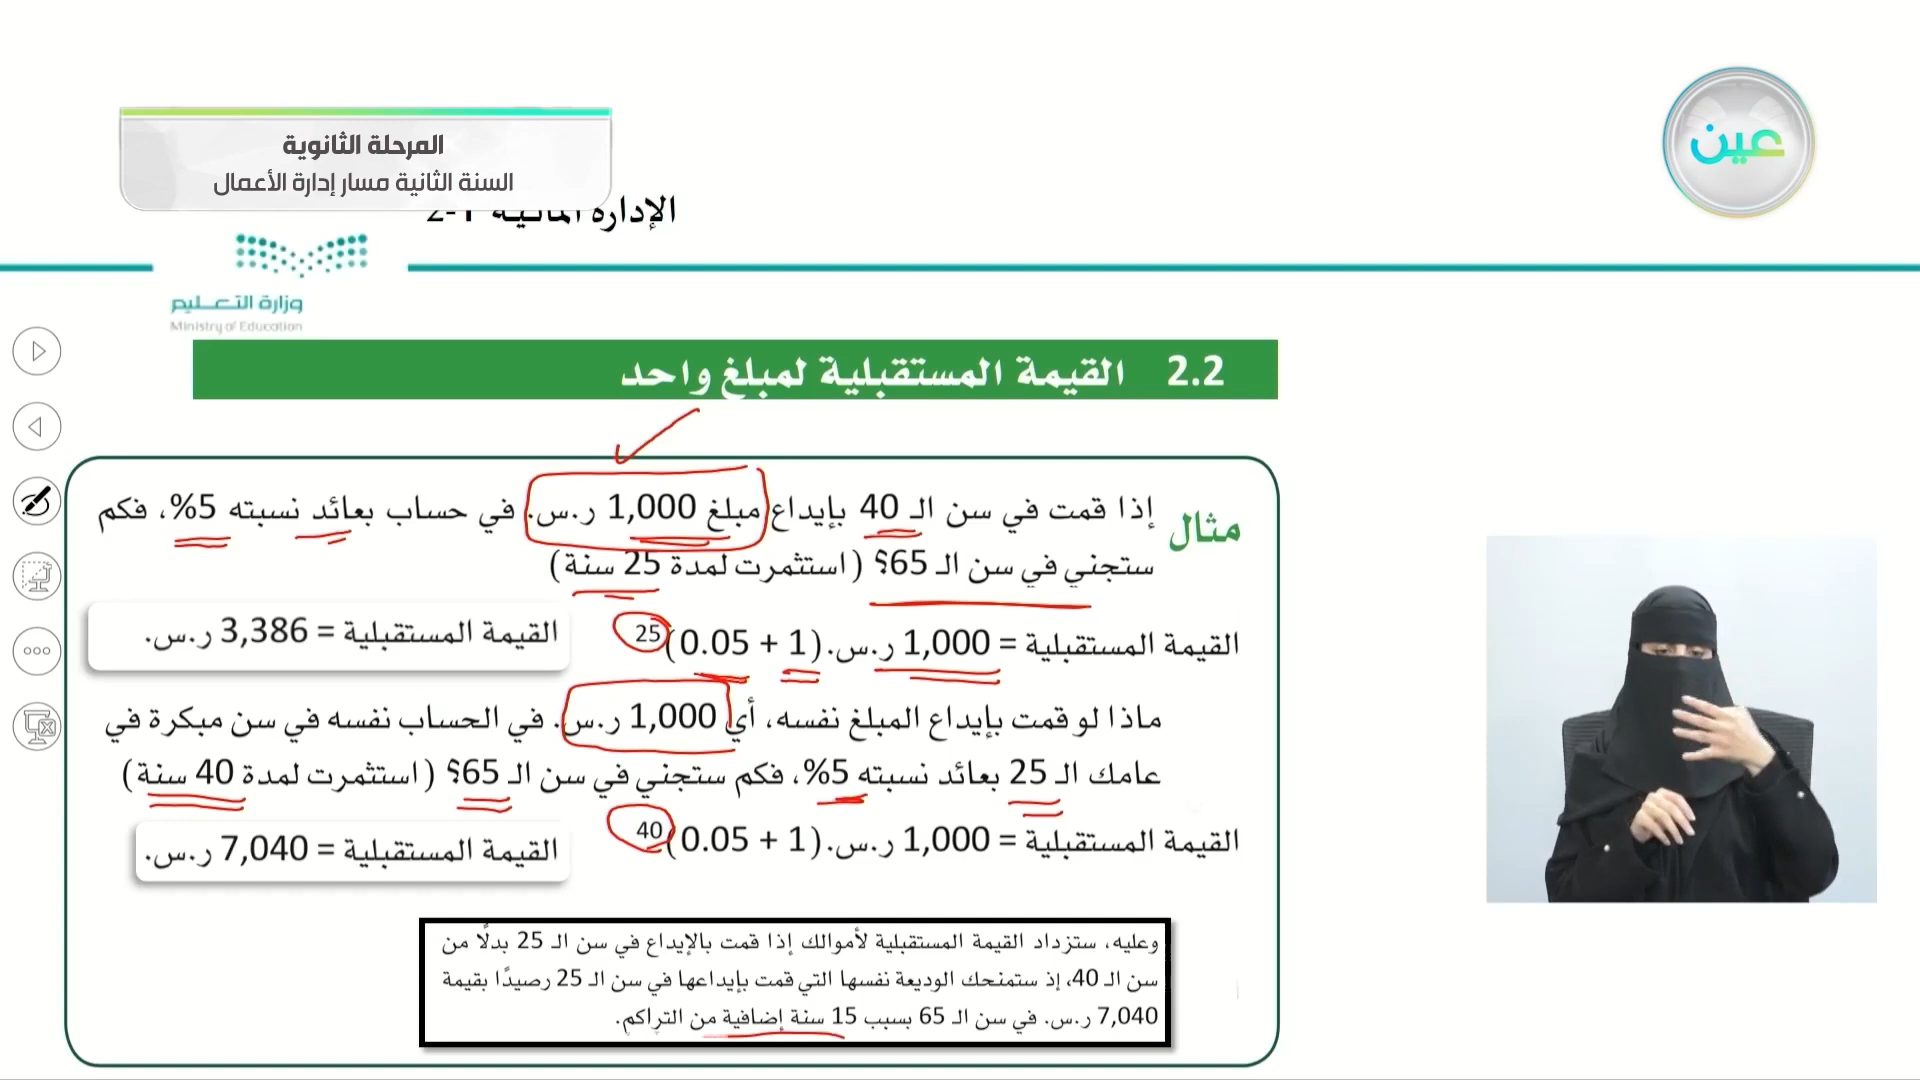 عين
المرحلة الثانوية
السنة الثانية مسار إدارة الأعمال
الإدارة المالية 1-2
وزارة التعليم
Ministry of Education
2.2 القيمة المستقبلية لمبلغ واحد
مثال
إذا قمت في سن الـ 40 بإيداع مبلغ 1,000 ر.س. في حساب بعائد نسبته 5%، فكم
ستجني في سن الـ 65؟ (استثمرت لمدة 25 سنة)
القيمة المستقبلية = 1,000 ر.س. (1 + 0.05)25
القيمة المستقبلية = 3,386 ر.س.
ماذا لو قمت بإيداع المبلغ نفسه، أي 1,000 ر.س. في الحساب نفسه في سن مبكرة في
عامك الـ 25 بعائد نسبته 5%، فكم ستجني في سن الـ 65؟ (استثمرت لمدة 40 سنة)
القيمة المستقبلية = 1,000 ر.س. (1 + 0.05)40
القيمة المستقبلية = 7,040 ر.س.
وعليه، ستزداد القيمة المستقبلية لأموالك إذا قمت بالإيداع في سن الـ 25 بدلًا من
سن الـ 40، إذ ستمنحك الوديعة نفسها التي قمت بإيداعها في سن الـ 25 رصيدًا بقيمة
7,040 ر.س. في سن الـ 65 بسبب 15 سنة إضافية من التراكم.